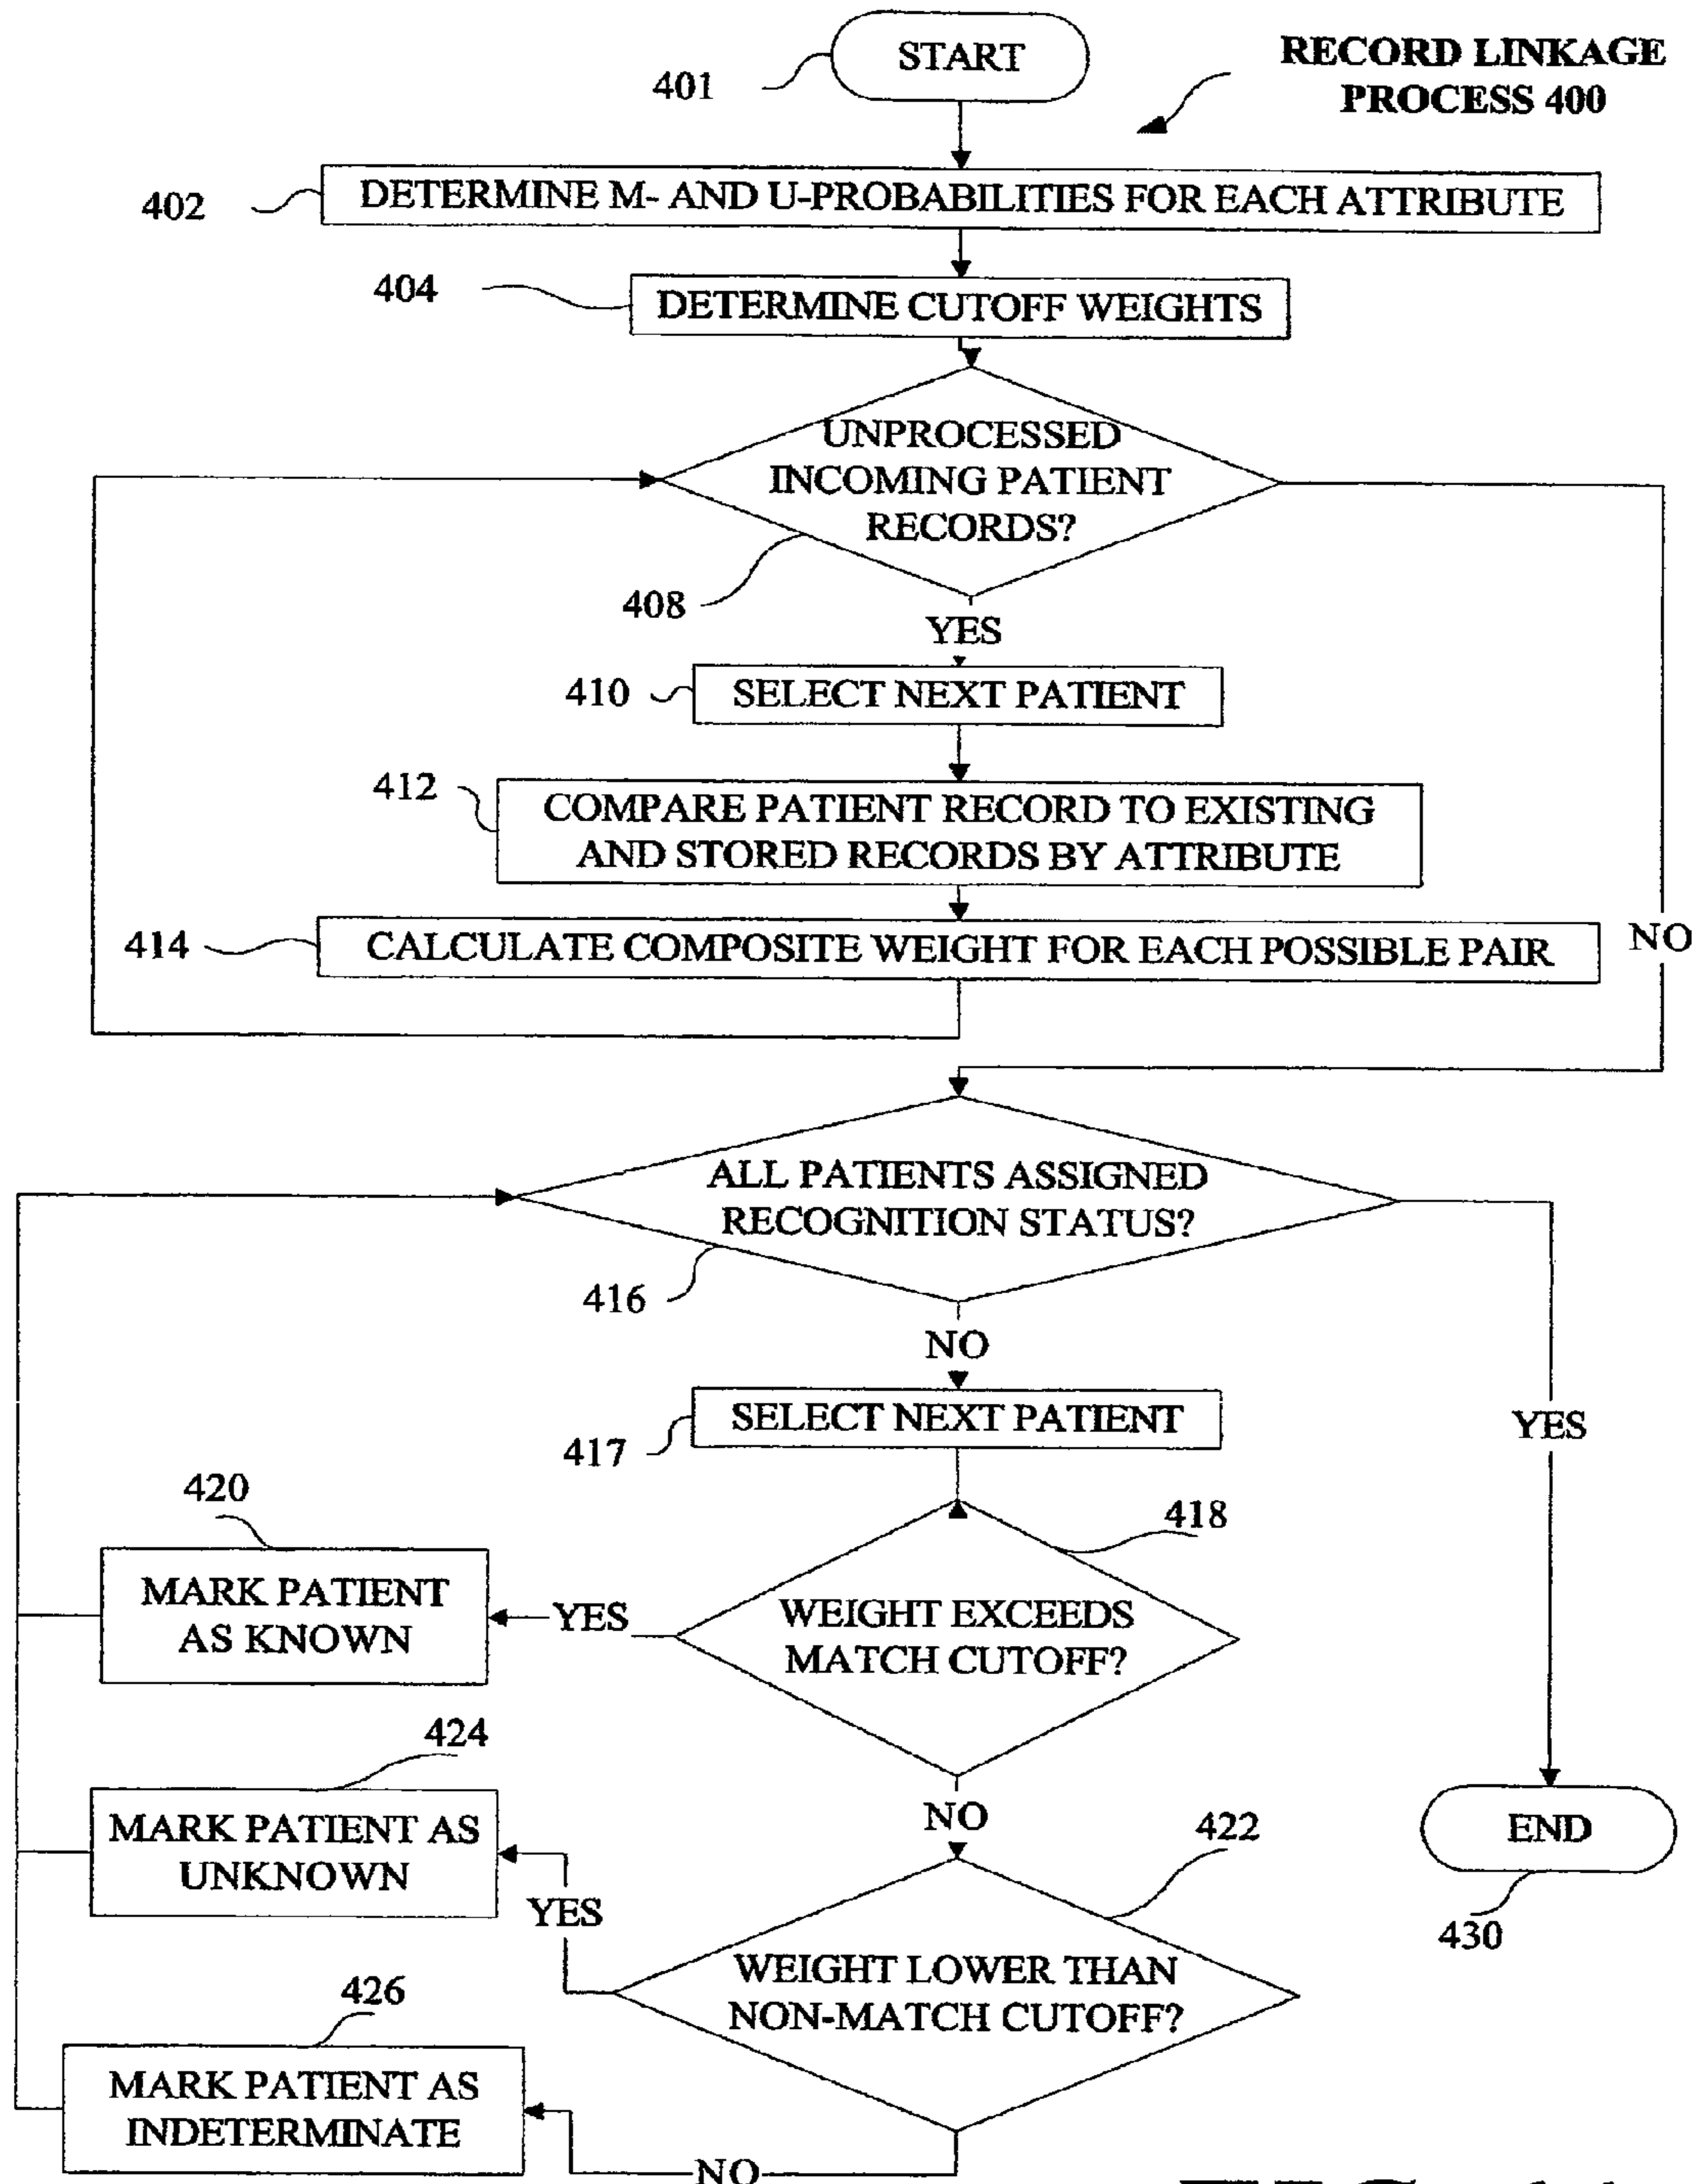 START
401
RECORD LINKAGE
PROCESS 400
402
DETERMINE M- AND U-PROBABILITIES FOR EACH ATTRIBUTE
404
DETERMINE CUTOFF WEIGHTS
UNPROCESSED
INCOMING PATIENT
RECORDS?
408
YES
410
SELECT NEXT PATIENT
412
COMPARE PATIENT RECORD TO EXISTING
AND STORED RECORDS BY ATTRIBUTE
414
CALCULATE COMPOSITE WEIGHT FOR EACH POSSIBLE PAIR
NO
ALL PATIENTS ASSIGNED
RECOGNITION STATUS?
416
NO
SELECT NEXT PATIENT
417
YES
420
418
MARK PATIENT
AS KNOWN
YES
WEIGHT EXCEEDS
MATCH CUTOFF?
424
NO
422
MARK PATIENT AS
UNKNOWN
END
YES
430
WEIGHT LOWER THAN
NON-MATCH CUTOFF?
426
MARK PATIENT AS
INDETERMINATE
NO